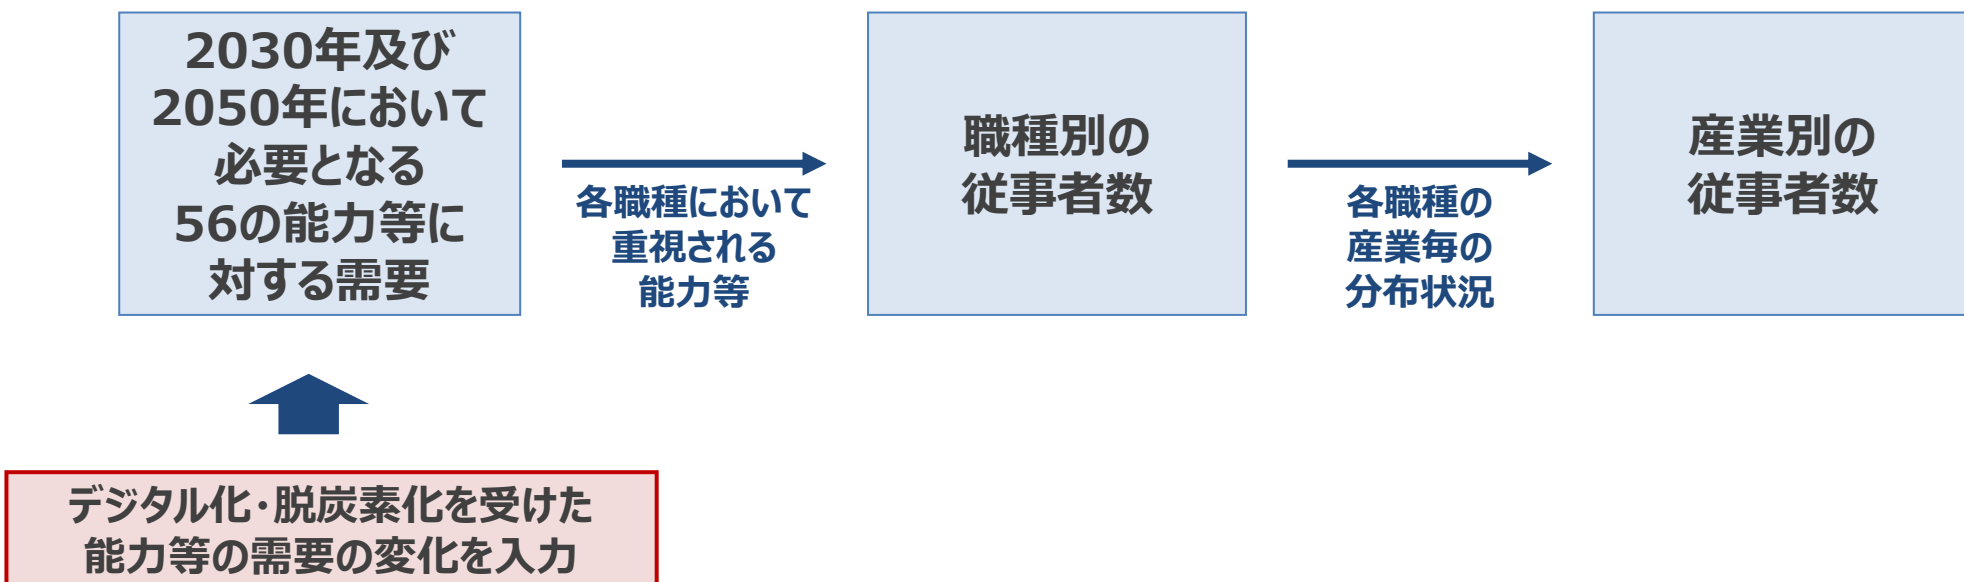 2030年及び
2050年において
必要となる
56の能力等に
対する需要
各職種において
重視される
能力等
職種別の
従事者数
各職種の
産業毎の
分布状況
産業別の
従事者数
デジタル化・脱炭素化を受けた
能力等の需要の変化を入力